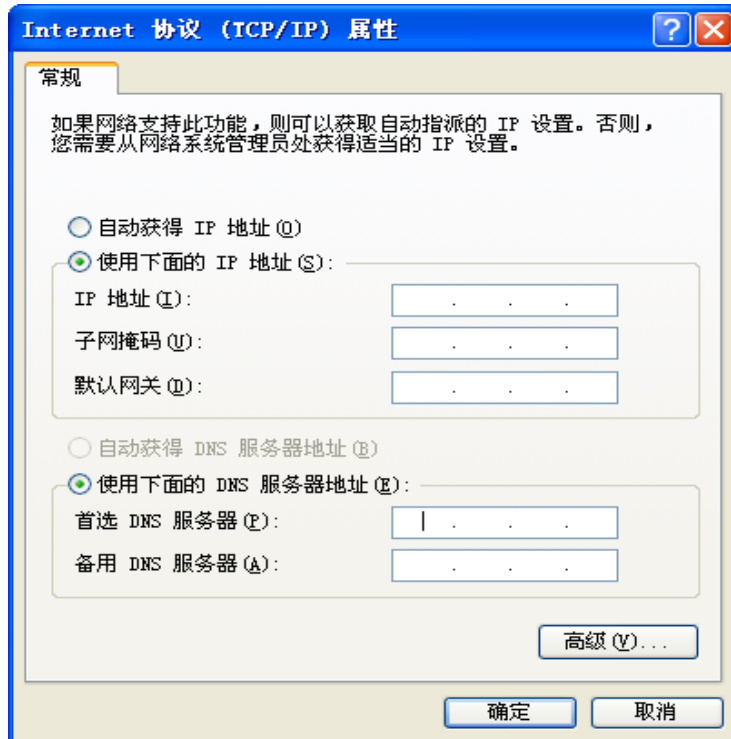 Internet 协议 (TCP/IP) 属性
常规
如果网络支持此功能，则可以获取自动指派的 IP 设置。否则，
您需要从网络系统管理员处获得适当的 IP 设置。
自动获得 IP 地址(O)
使用下面的 IP 地址(S):
IP 地址(I):
子网掩码(U):
默认网关(D):
自动获得 DNS 服务器地址(B)
使用下面的 DNS 服务器地址(E):
首选 DNS 服务器(P):
备用 DNS 服务器(A):
高级(V)...
确定
取消